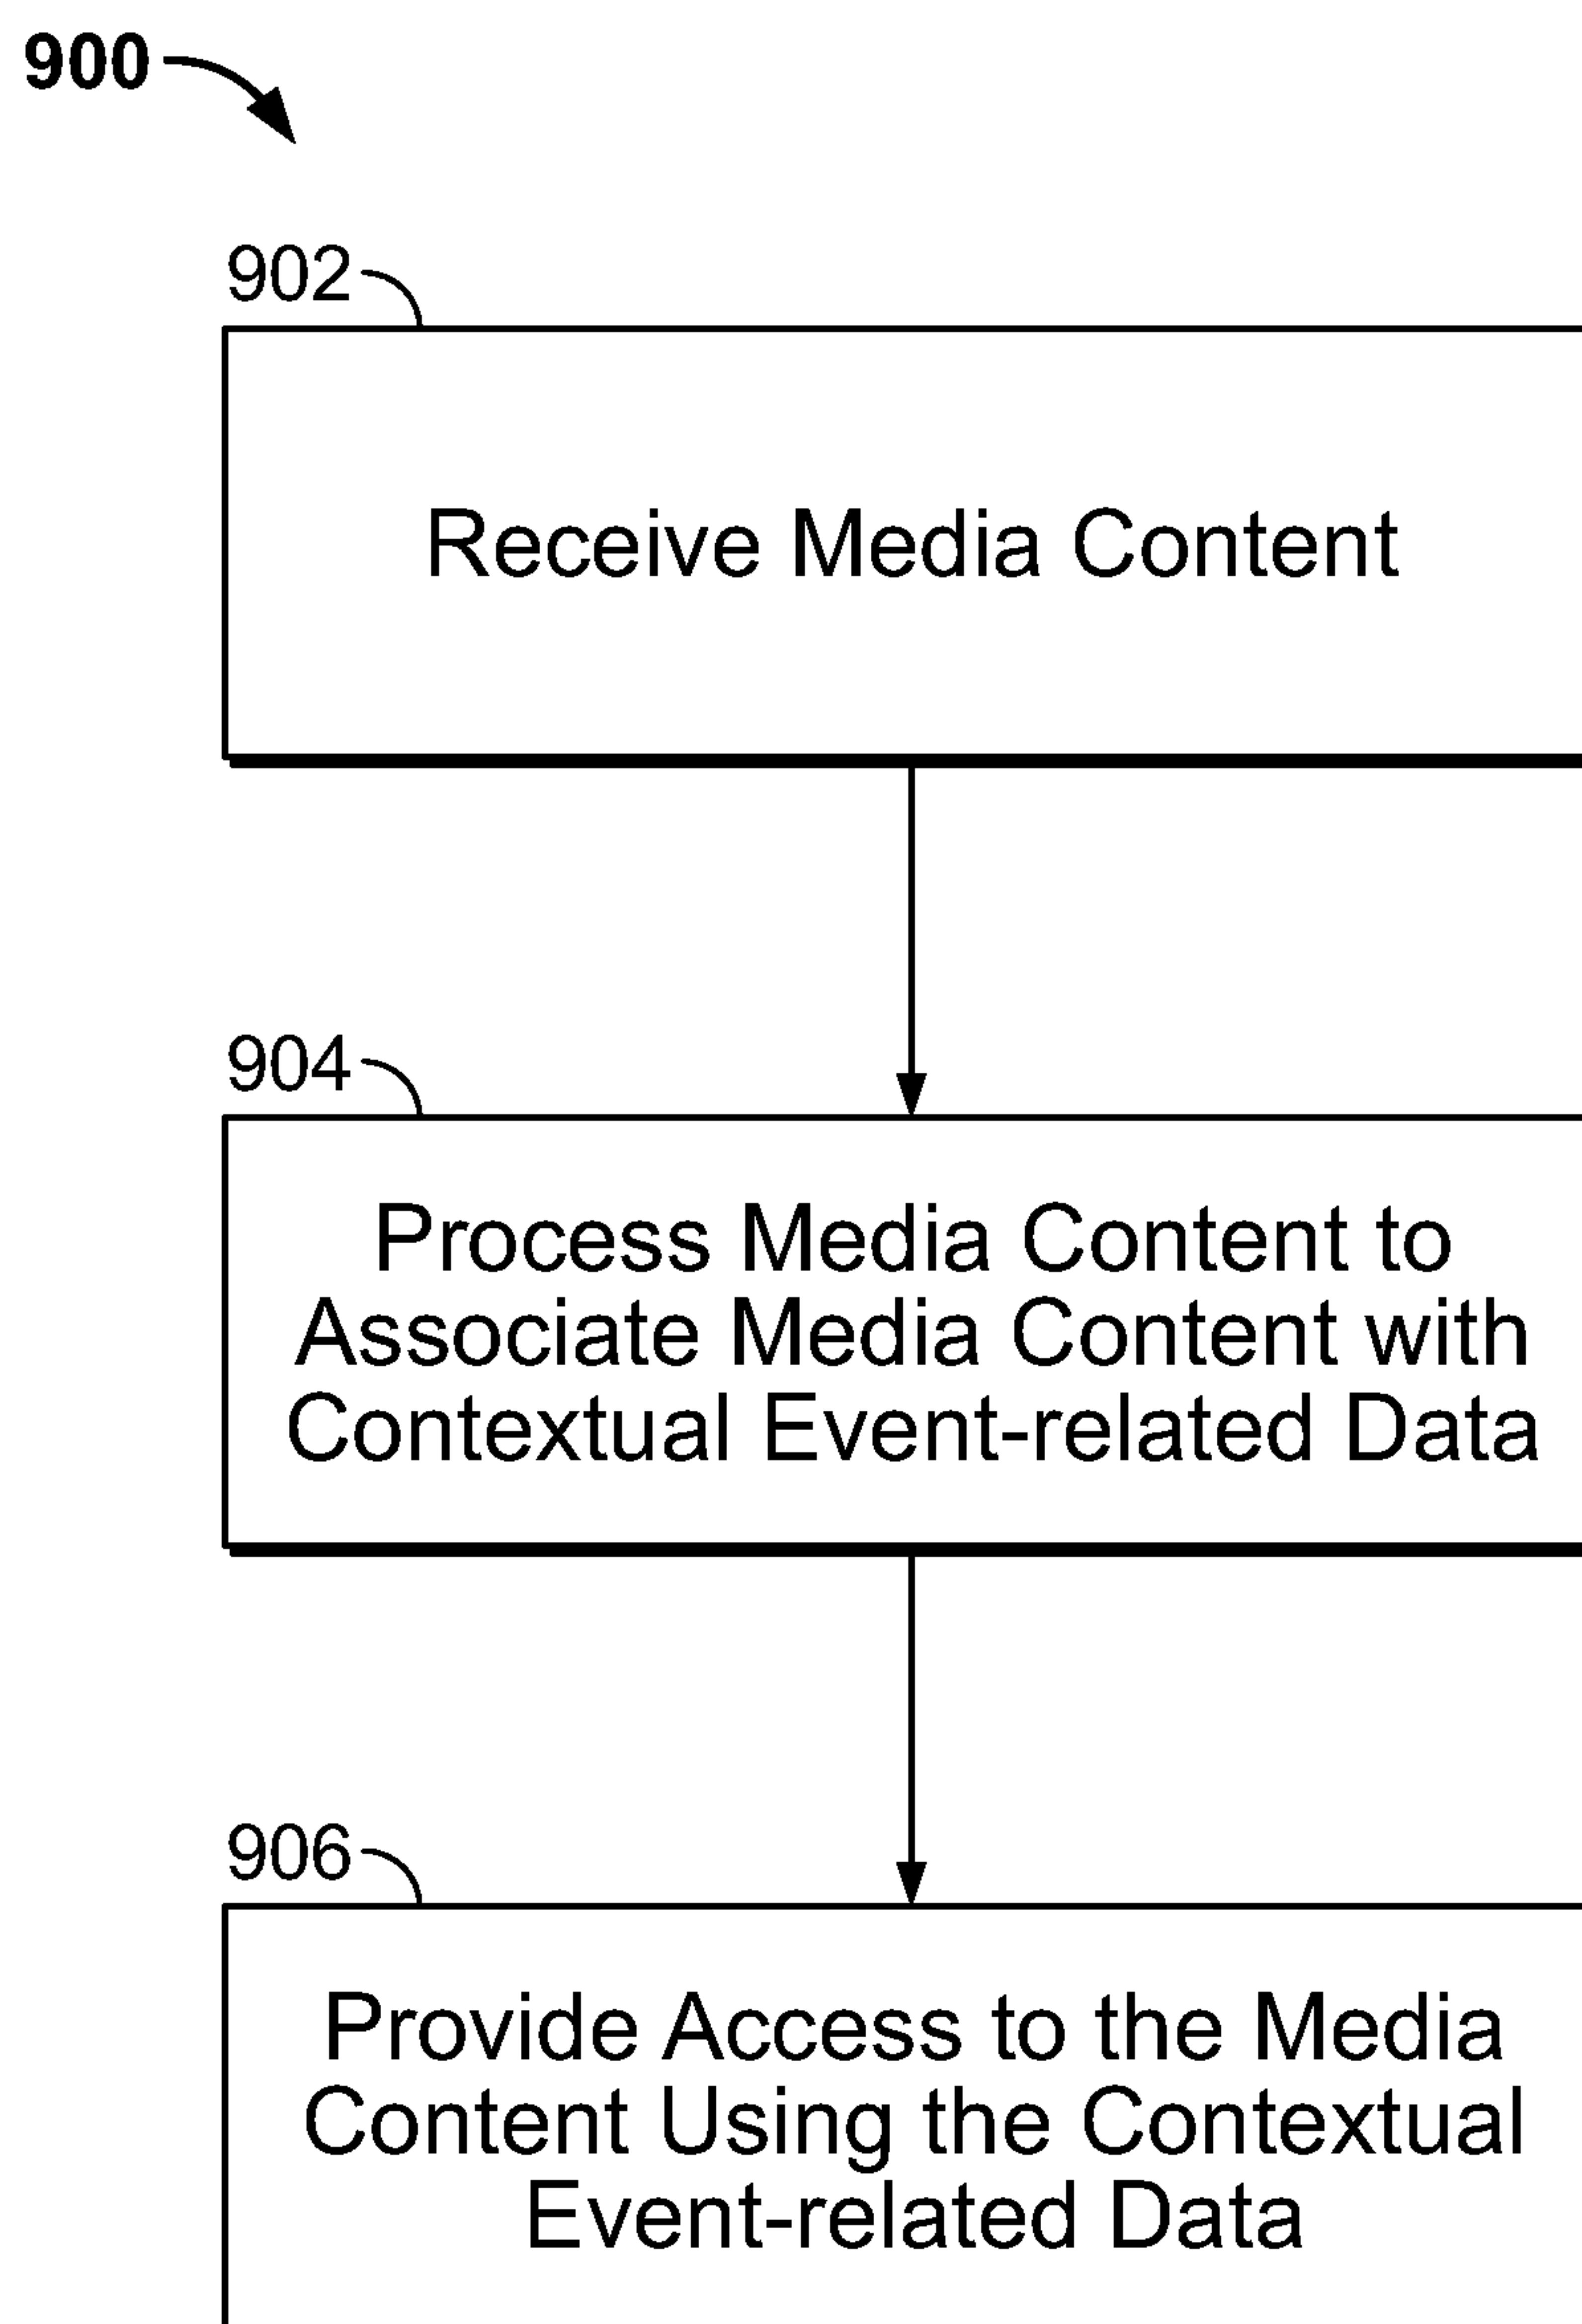 900
902
Receive Media Content
904
Process Media Content to
Associate Media Content with
Contextual Event-related Data
906
Provide Access to the Media
Content Using the Contextual
Event-related Data